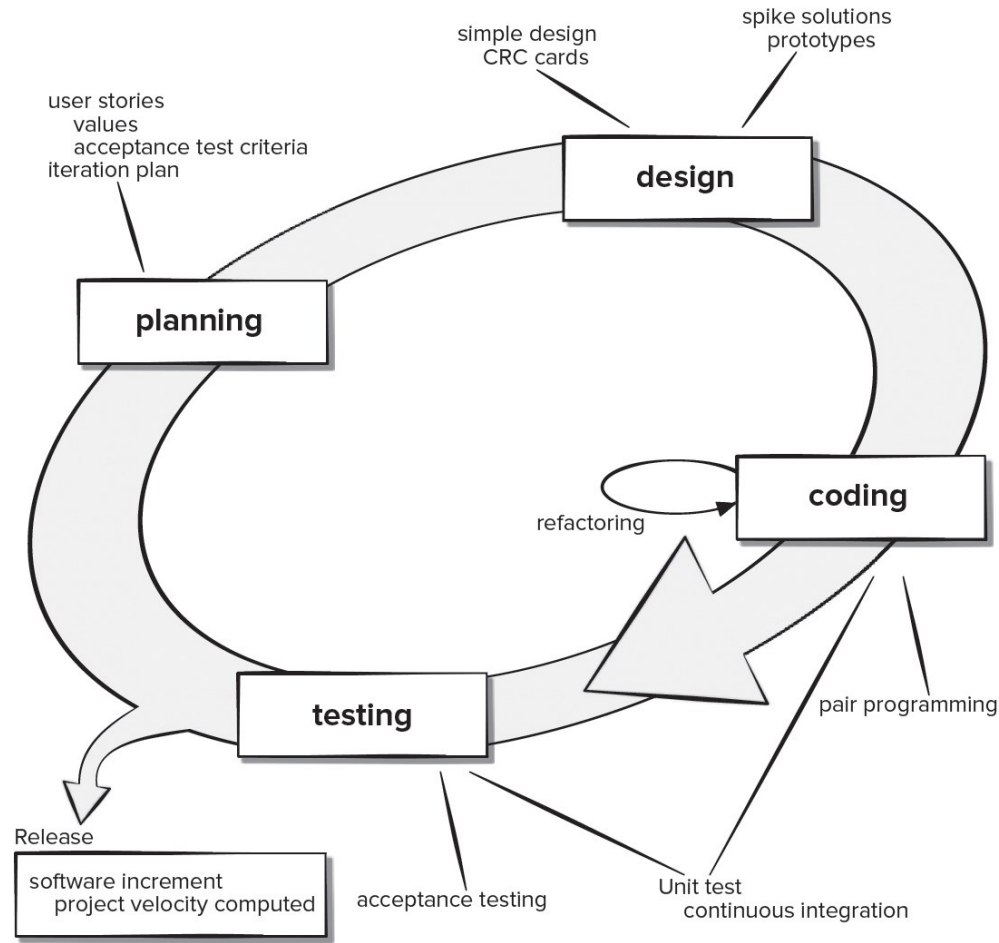 spike solutions
prototypes
simple design
CRC cards
user stories
values
acceptance test criteria
iteration plan
design
planning
coding
refactoring
testing
pair programming
Release
software increment
project velocity computed
acceptance testing
Unit test
continuous integration